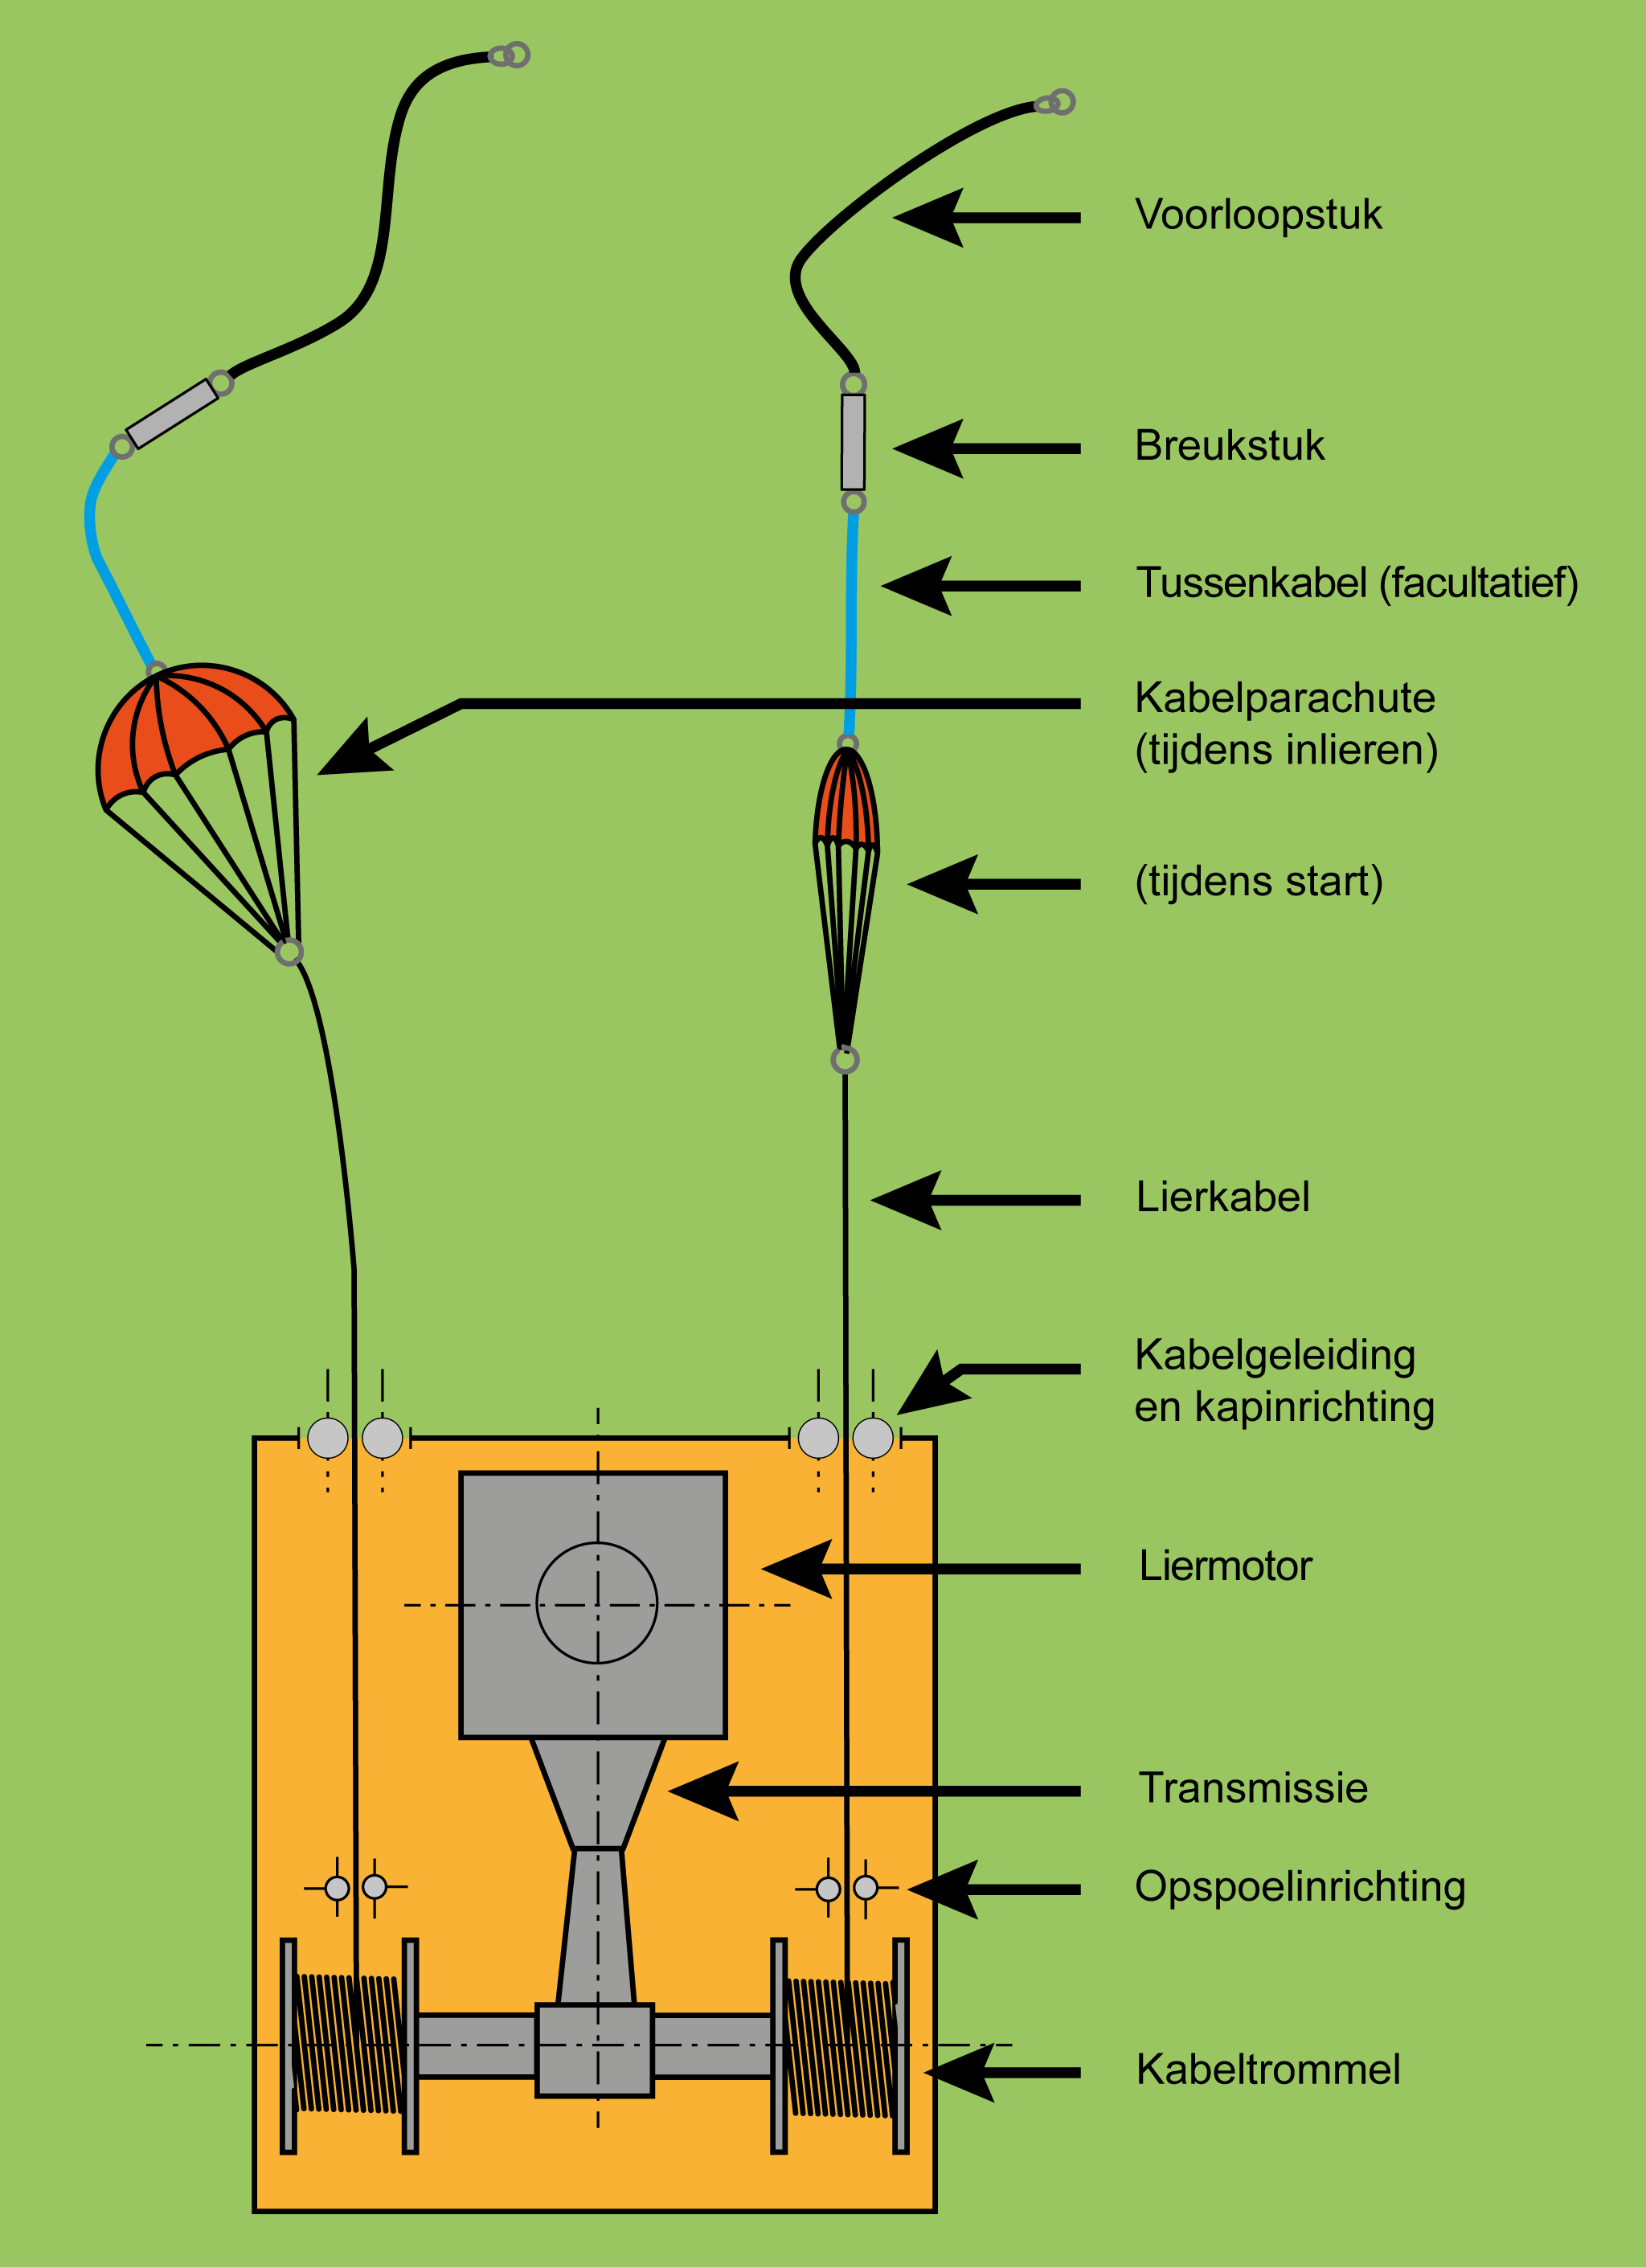 Voorloopstuk
Breukstuk
Tussenkabel (facultatief)
Kabelparachute
(tijdens inlieren)
(tijdens start)
Lierkabel
Kabelgeleiding
en kapinrichting
Liermotor
Transmissie
Opspoelinrichting
Kabeltrommel